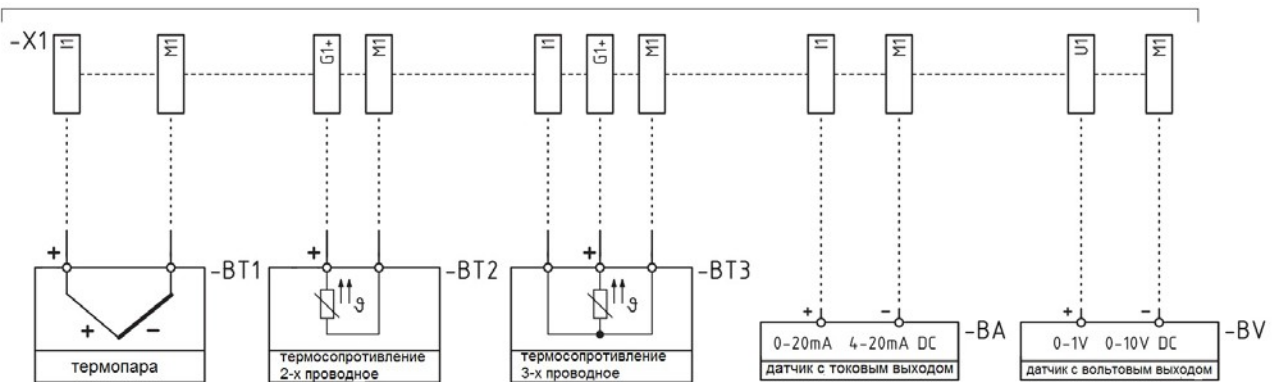 -X1 I1 M1 G1+ M1 I1 G1+ M1 I1 M1 U1 M1
+ + + + - + -
-BT1 -BT2 -BT3
+ - ϑ ϑ
-BA -BV
0-20mA 4-20mA DC 0-1V 0-10V DC
термопара
термосопротивление
2-х проводное
термосопротивление
3-х проводное
датчик с токовым выходом
датчик с вольтовым выходом